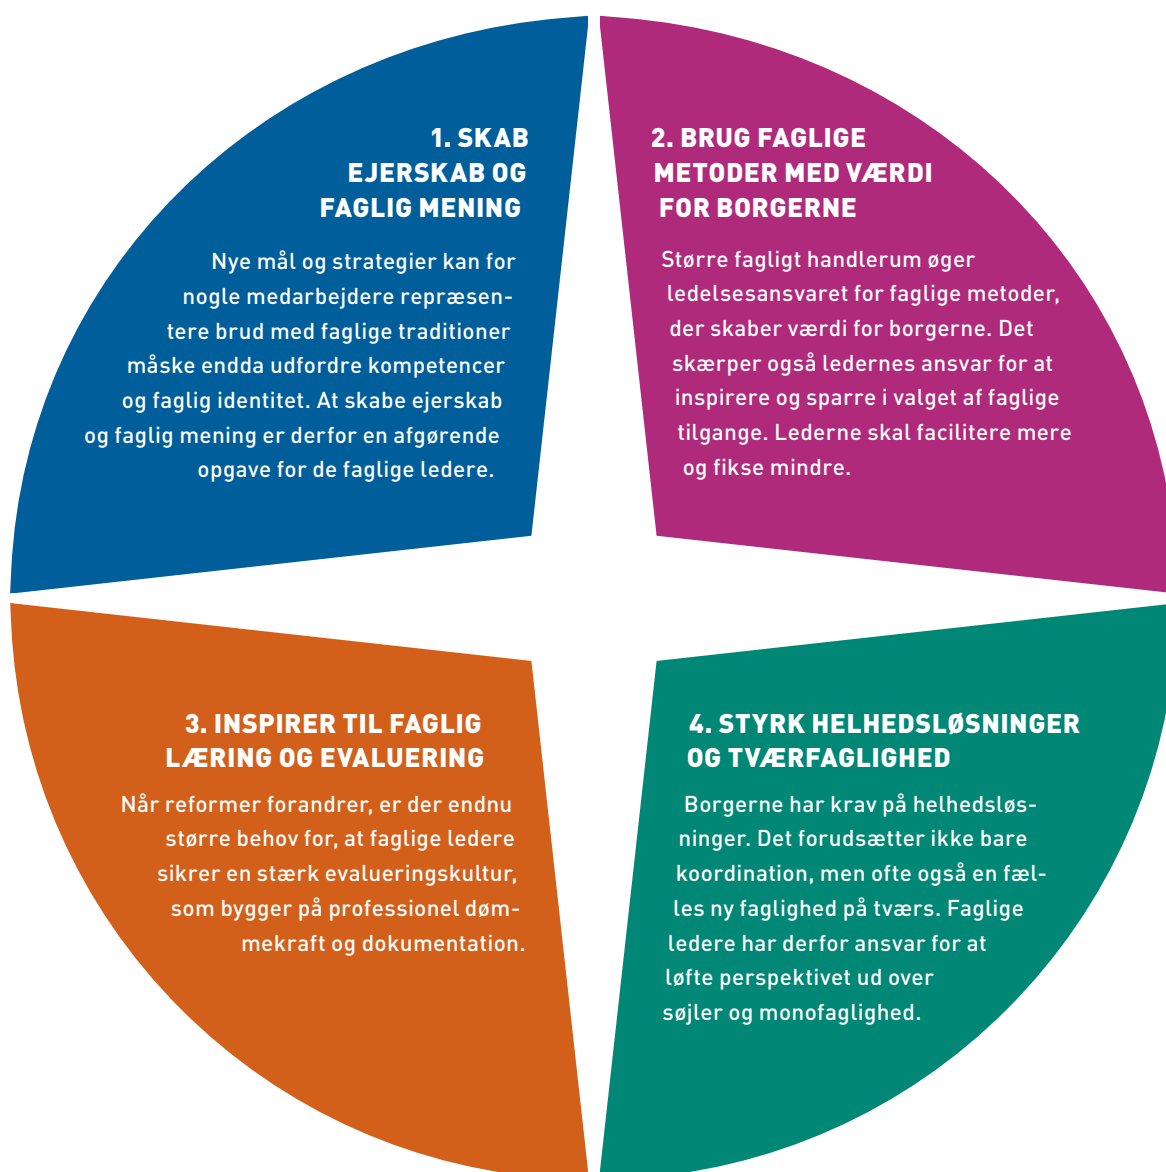 1. SKAB
EJERSKAB OG
FAGLIG MENING
Nye mål og strategier kan for
nogle medarbejdere repræsen-
tere brud med faglige traditioner
måske endda udfordre kompetencer
og faglig identitet. At skabe ejerskab
og faglig mening er derfor en afgørende
opgave for de faglige ledere.
2. BRUG FAGLIGE
METODER MED VÆRDI
FOR BORGERNE
Større fagligt handlerum øger
ledelsesansvaret for faglige metoder,
der skaber værdi for borgerne. Det
skærper også ledernes ansvar for at
inspirere og sparre i valget af faglige
tilgange. Lederne skal facilitere mere
og fikse mindre.
3. INSPIRER TIL FAGLIG
LÆRING OG EVALUERING
Når reformer forandrer, er der endnu
større behov for, at faglige ledere
sikrer en stærk evalueringskultur,
som bygger på professionel døm-
mekraft og dokumentation.
4. STYRK HELHEDSLØSNINGER
OG TVÆRFAGLIGHED
Borgerne har krav på helhedsløs-
ninger. Det forudsætter ikke bare
koordination, men ofte også en fæl-
les ny faglighed på tværs. Faglige
ledere har derfor ansvar for at
løfte perspektivet ud over
søjler og monofaglighed.